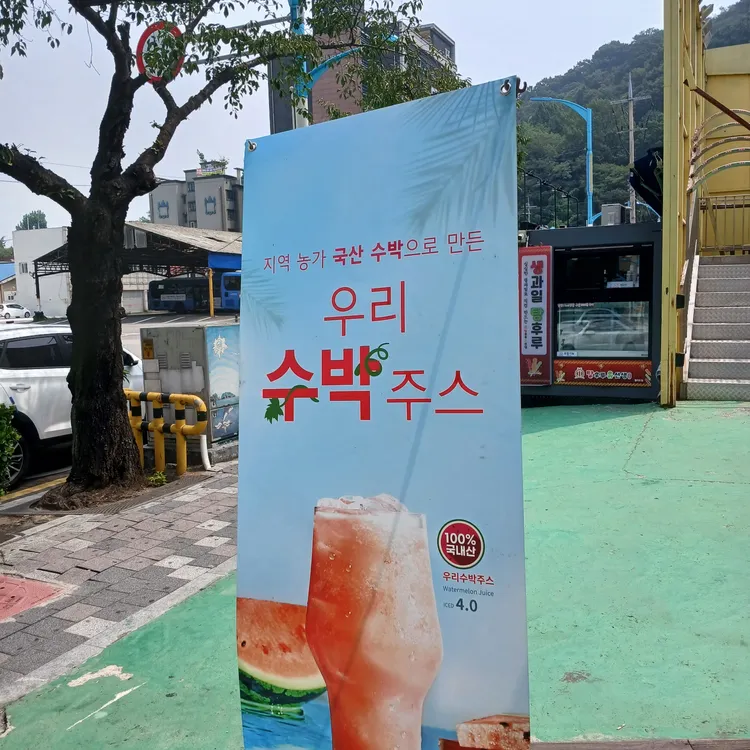 지역 농가 국산 수박으로 만든
우리
수박 주스
100%
국내산
우리수박주스
Watermelon Juice
ICED 4.0
생과일 탕후루